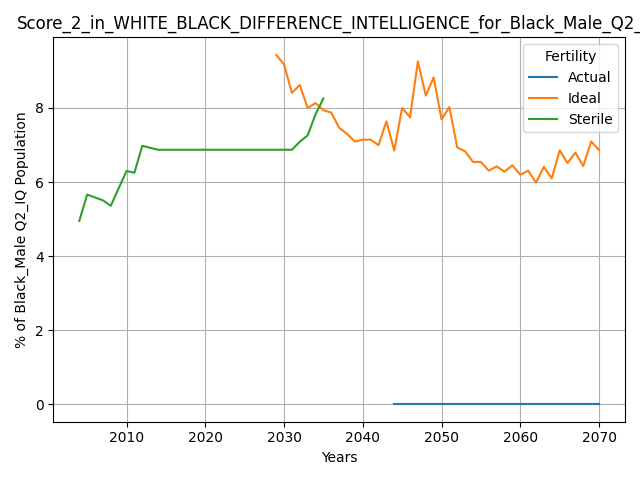 Score_2_in_WHITE_BLACK_DIFFERENCE_INTELLIGENCE_for_Black_Male_Q2_
% of Black_Male Q2_IQ Population
Fertility
Actual
Ideal
Sterile
8
6
4
2
0
2010 2020 2030 2040 2050 2060 2070
Years